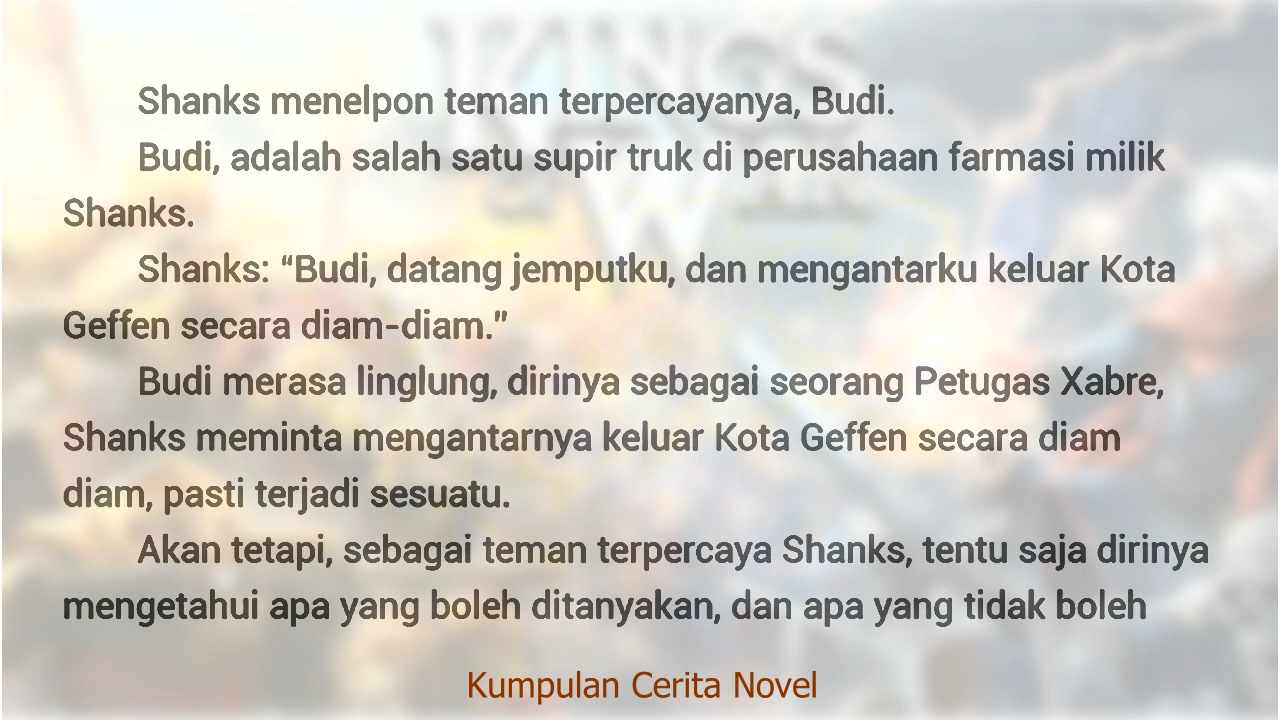 KINGS
W
Shanks menelpon teman terpercayanya, Budi.
Budi, adalah salah satu supir truk di perusahaan farmasi milik
Shanks.
Shanks: “Budi, datang jemputku, dan mengantarku keluar Kota
Geffen secara diam-diam.”
Budi merasa linglung, dirinya sebagai seorang Petugas Xabre,
Shanks meminta mengantarnya keluar Kota Geffen secara diam
diam, pasti terjadi sesuatu.
Akan tetapi, sebagai teman terpercaya Shanks, tentu saja dirinya
mengetahui apa yang boleh ditanyakan, dan apa yang tidak boleh
Kumpulan Cerita Novel